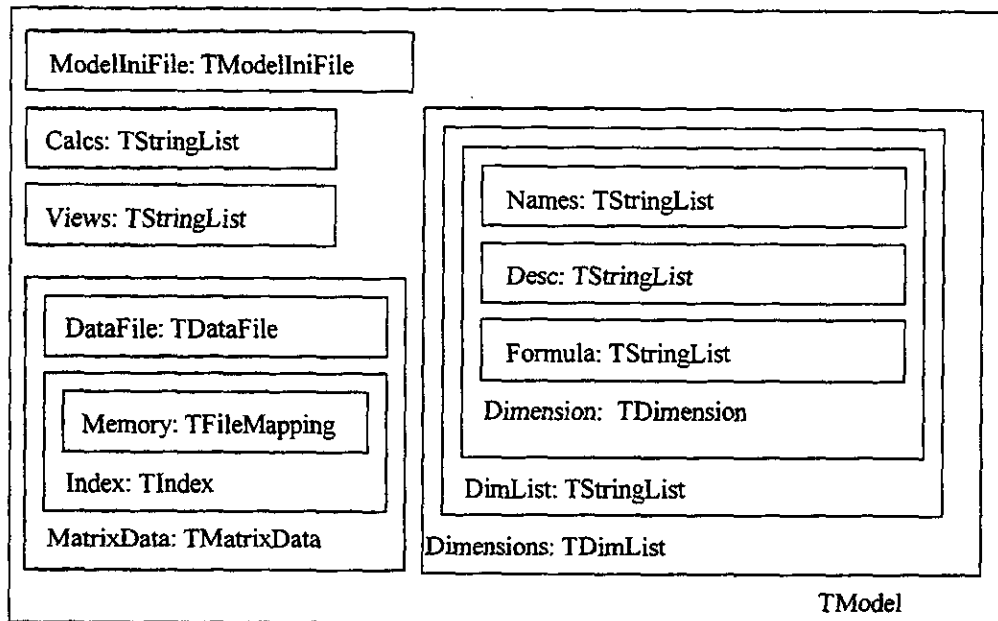 ModelIniFile: TModelIniFile
Calcs: TStringList
Views: TStringList
DataFile: TDataFile
Memory: TFileMapping
Index: TIndex
MatrixData: TMatrixData
Names: TStringList
Desc: TStringList
Formula: TStringList
Dimension: TDimension
DimList: TStringList
Dimensions: TDimList
TModel